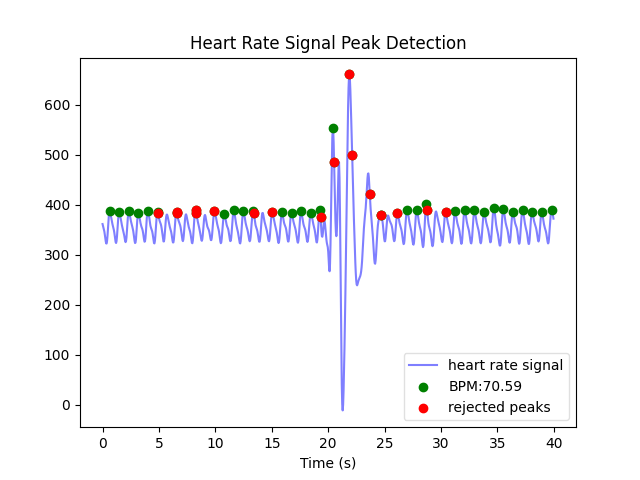 Heart Rate Signal Peak Detection
600
500
400
300
200
100
0
0 5 10 15 20 25 30 35 40
Time (s)
heart rate signal
BPM:70.59
rejected peaks